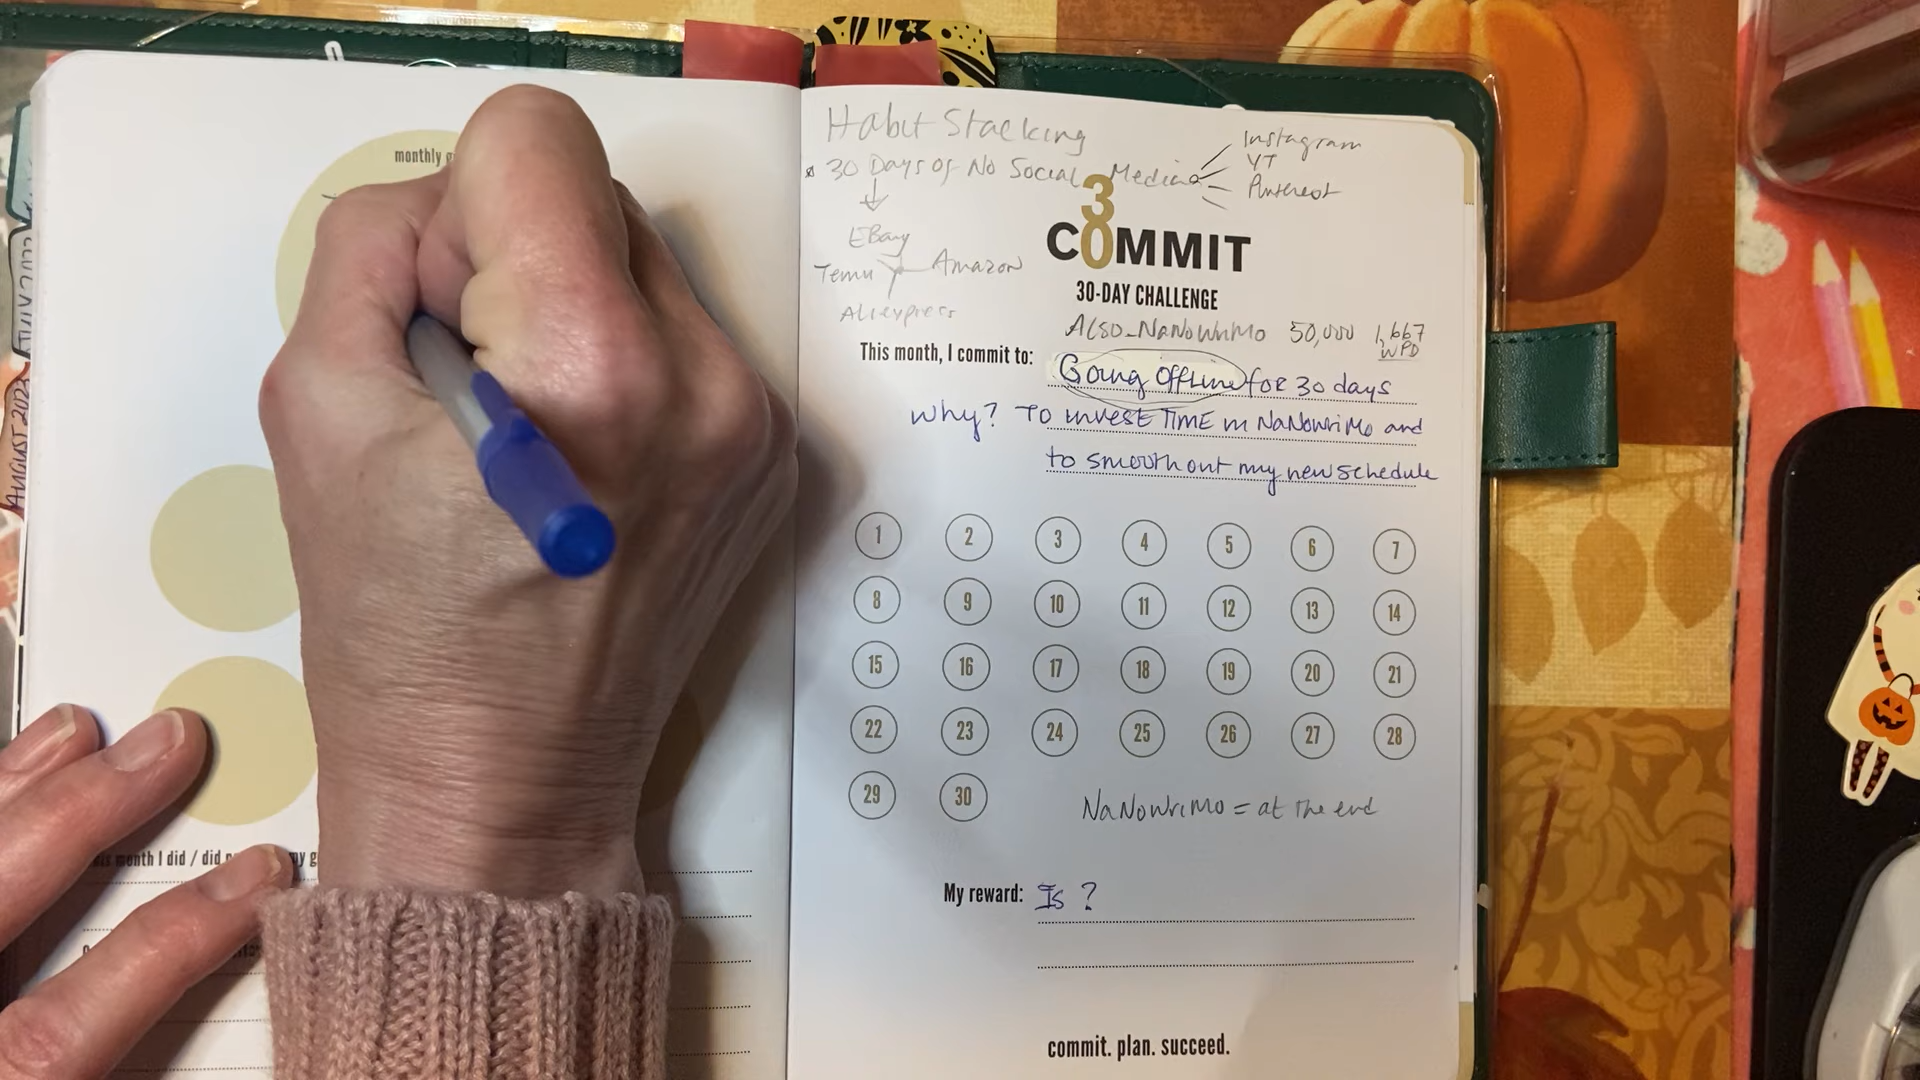 monthly
Habit Stacking
30 Days of No Social Media
Instagram
YT
Pinterest
EBay
Temu
Amazon
Aliexpress
30
COMMIT
30-DAY CHALLENGE
Also-NaNoWriMo 50,000 1,667
WPD
This month, I commit to: Going Offline for 30 days
Why? To invest TIME in NaNoWriMo and
to smooth out my new schedule
1 2 3 4 5 6 7
8 9 10 11 12 13 14
15 16 17 18 19 20 21
22 23 24 25 26 27 28
29 30
NaNoWriMo = at the end
this month I did / did
My reward: Is ?
commit. plan. succeed.